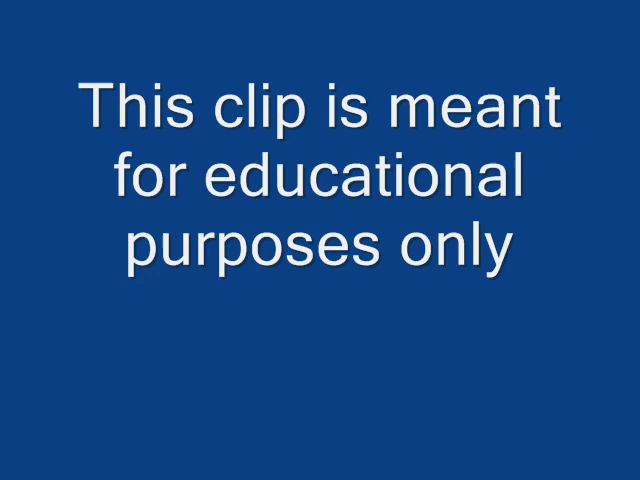 This clip is meant
for educational
purposes only